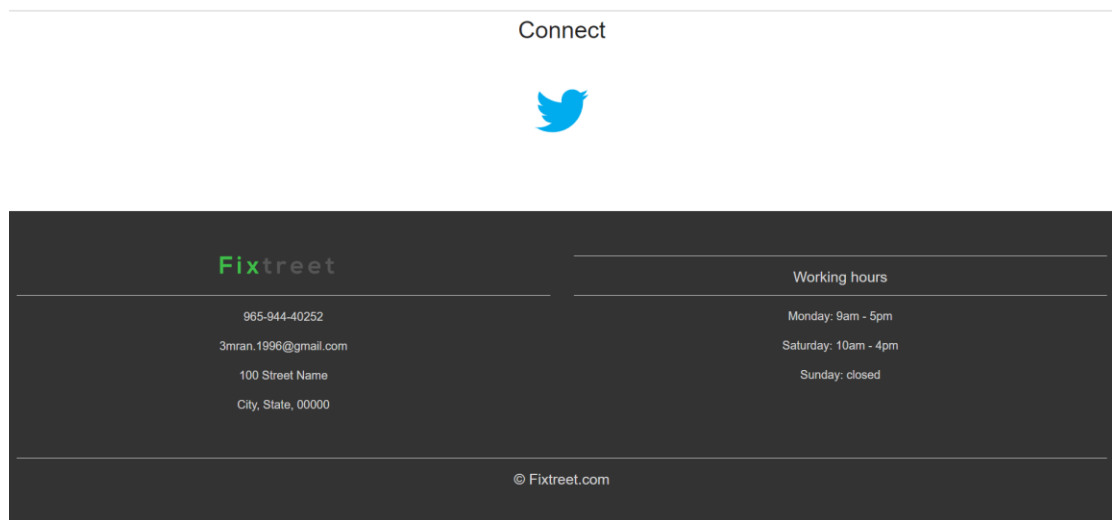 Connect
Fixtreet
965-944-40252
3mran.1996@gmail.com
100 Street Name
City, State, 00000
Working hours
Monday: 9am - 5pm
Saturday: 10am - 4pm
Sunday: closed
© Fixtreet.com